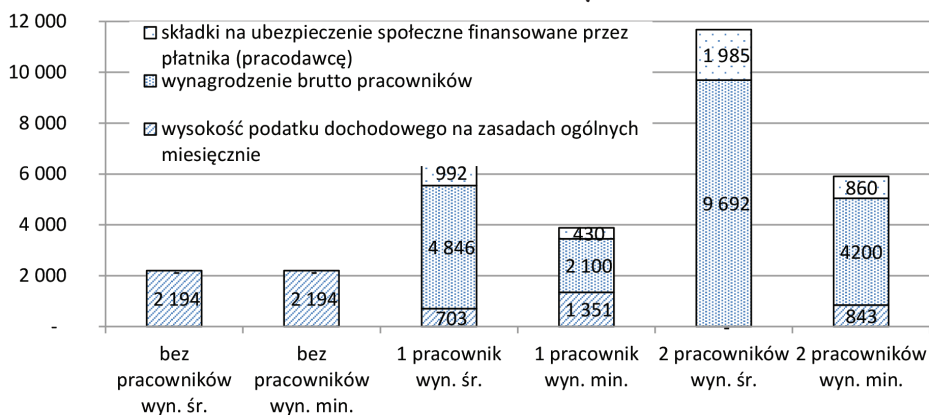 12 000
10 000
8 000
6 000
4 000
2 000
-
składki na ubezpieczenie społeczne finansowane przez
płatnika (pracodawcę)
wynagrodzenie brutto pracowników
wysokość podatku dochodowego na zasadach ogólnych
miesięcznie
-
2 194
-
2 194
992
4 846
703
430
2 100
1 351
1 985
9 692
-
860
4200
843
bez
pracowników
wyn. śr.
bez
pracowników
wyn. min.
1 pracownik
wyn. śr.
1 pracownik
wyn. min.
2 pracowników
wyn. śr.
2 pracowników
wyn. min.